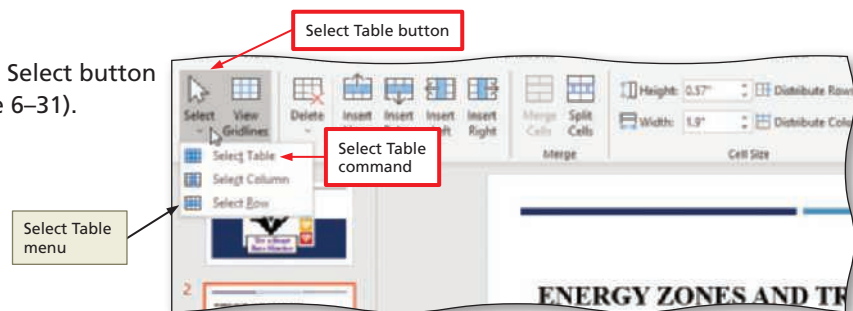 Select Table button
Select button
e 6–31).
Select
View
Gridlines
Delete
Insert
Insert
Insert
Insert
Right
Merge
Cells
Split
Cells
Merge
Height: 0.57"
Width: 1.9"
Distribute Row
Distribute Colu
Cell Size
Select Table
Select Column
Select Row
Select Table
command
Select Table
menu
2
ENERGY ZONES AND TR